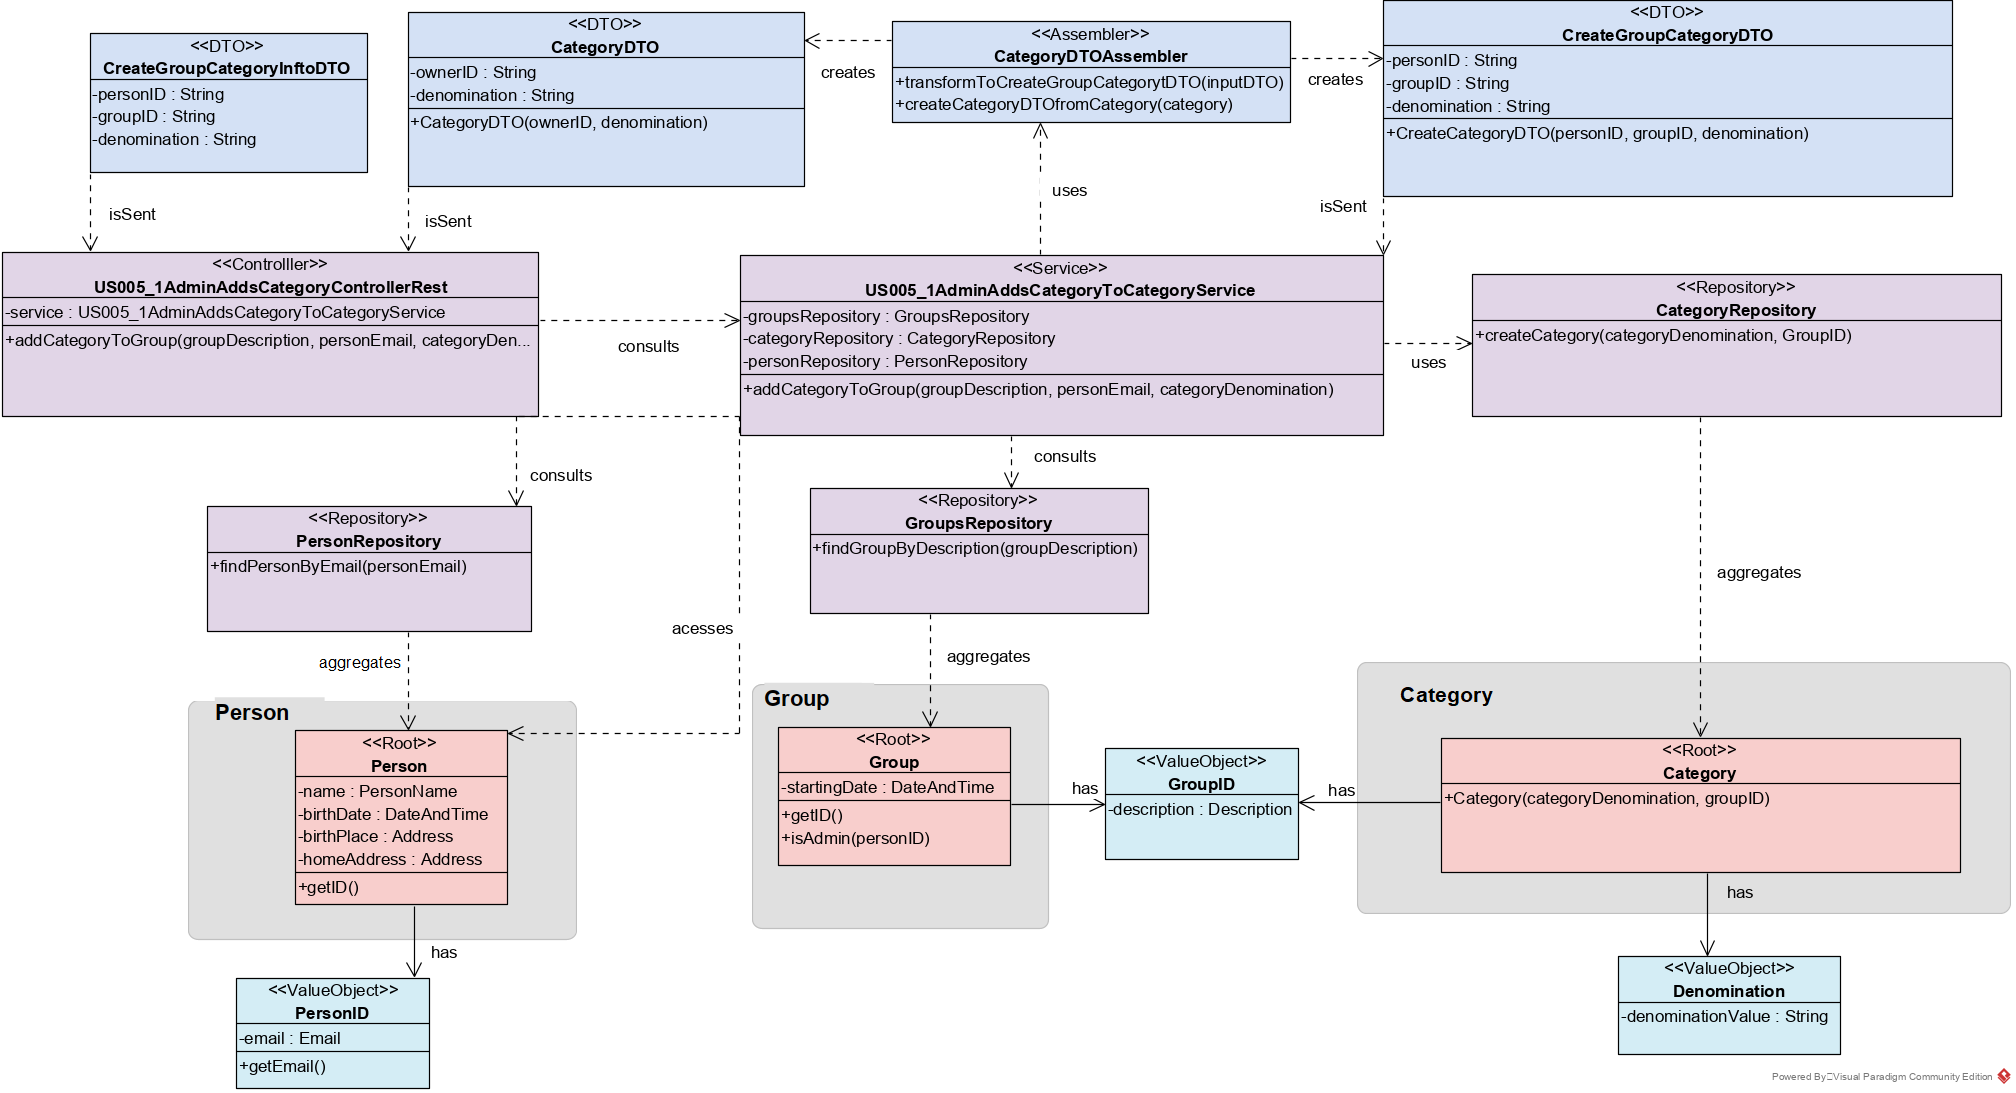 <<DTO>>
CreateGroupCategoryInftoDTO
-personID : String
-groupID : String
-denomination : String
<<DTO>>
CategoryDTO
-ownerID : String
-denomination : String
+CategoryDTO(ownerID, denomination)
creates
<<Assembler>>
CategoryDTOAssembler
+transformToCreateGroupCategorytDTO(inputDTO)
+createCategoryDTOfromCategory(category)
creates
<<DTO>>
CreateGroupCategoryDTO
-personID : String
-groupID : String
-denomination : String
+CreateCategoryDTO(personID, groupID, denomination)
isSent
isSent
uses
isSent
<<Controlller>>
US005_1AdminAddsCategoryControllerRest
-service : US005_1AdminAddsCategoryToCategoryService
+addCategoryToGroup(groupDescription, personEmail, categoryDen...
consults
<<Service>>
US005_1AdminAddsCategoryToCategoryService
-groupsRepository : GroupsRepository
-categoryRepository : CategoryRepository
-personRepository : PersonRepository
+addCategoryToGroup(groupDescription, personEmail, categoryDenomination)
uses
<<Repository>>
CategoryRepository
+createCategory(categoryDenomination, GroupID)
consults
consults
<<Repository>>
PersonRepository
+findPersonByEmail(personEmail)
<<Repository>>
GroupsRepository
+findGroupByDescription(groupDescription)
aggregates
acesses
aggregates
aggregates
Person
<<Root>>
Person
-name : PersonName
-birthDate : DateAndTime
-birthPlace : Address
-homeAddress : Address
+getID()
Group
<<Root>>
Group
-startingDate : DateAndTime
+getID()
+isAdmin(personID)
has
<<ValueObject>>
GroupID
-description : Description
has
Category
<<Root>>
Category
+Category(categoryDenomination, groupID)
has
has
<<ValueObject>>
PersonID
-email : Email
+getEmail()
<<ValueObject>>
Denomination
-denominationValue : String
Powered By Visual Paradigm Community Edition